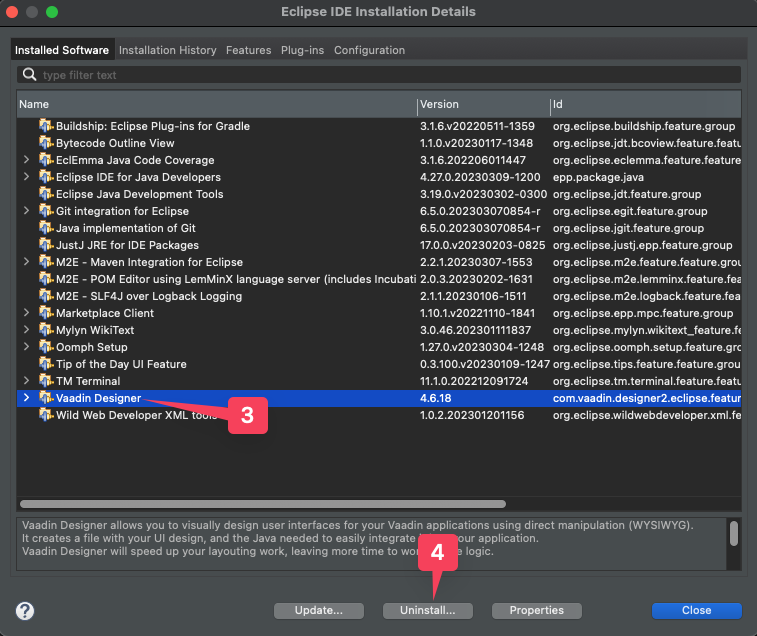 Eclipse IDE Installation Details
Installed Software Installation History Features Plug-ins Configuration
type filter text
Name Version Id
Buildship: Eclipse Plug-ins for Gradle 3.1.6.v20220511-1359 org.eclipse.buildship.feature.group
Bytecode Outline View 1.1.0.v20230117-1348 org.eclipse.jdt.bcoview.feature.featu
EclEmma Java Code Coverage 3.1.6.202206011447 org.eclipse.eclemma.feature.feature
Eclipse IDE for Java Developers 4.27.0.20230309-1200 epp.package.java
Eclipse Java Development Tools 3.19.0.v20230302-0300 org.eclipse.jdt.feature.group
Git integration for Eclipse 6.5.0.202303070854-r org.eclipse.egit.feature.group
Java implementation of Git 6.5.0.202303070854-r org.eclipse.jgit.feature.group
JustJ JRE for IDE Packages 17.0.0.v20230203-0825 org.eclipse.justj.epp.feature.group
M2E - Maven Integration for Eclipse 2.2.1.20230307-1553 org.eclipse.m2e.feature.feature.grou
M2E - POM Editor using LemMinX language server (includes Incubati 2.0.3.20230202-1631 org.eclipse.m2e.lemminx.feature.fea
M2E - SLF4J over Logback Logging 2.1.1.20230106-1511 org.eclipse.m2e.logback.feature.fea
Marketplace Client 1.10.1.v20221110-1841 org.eclipse.epp.mpc.feature.group
Mylyn WikiText 3.0.46.202301111837 org.eclipse.mylyn.wikitext_feature.fe
Oomph Setup 1.27.0.v20230304-1248 org.eclipse.oomph.setup.feature.grc
Tip of the Day UI Feature 0.3.100.v20230109-1247 org.eclipse.tips.feature.feature.grou
TM Terminal 11.1.0.202212091724 org.eclipse.tm.terminal.feature.featu
Vaadin Designer 4.6.18 com.vaadin.designer2.eclipse.featur
3
Wild Web Developer XML tools 1.0.2.202301201156 org.eclipse.wildwebdeveloper.xml.fe
Vaadin Designer allows you to visually design user interfaces for your Vaadin applications using direct manipulation (WYSIWYG).
It creates a file with your UI design, and the Java needed to easily integrate your application.
Vaadin Designer will speed up your layouting work, leaving more time to logic.
4
Update... Uninstall... Properties Close